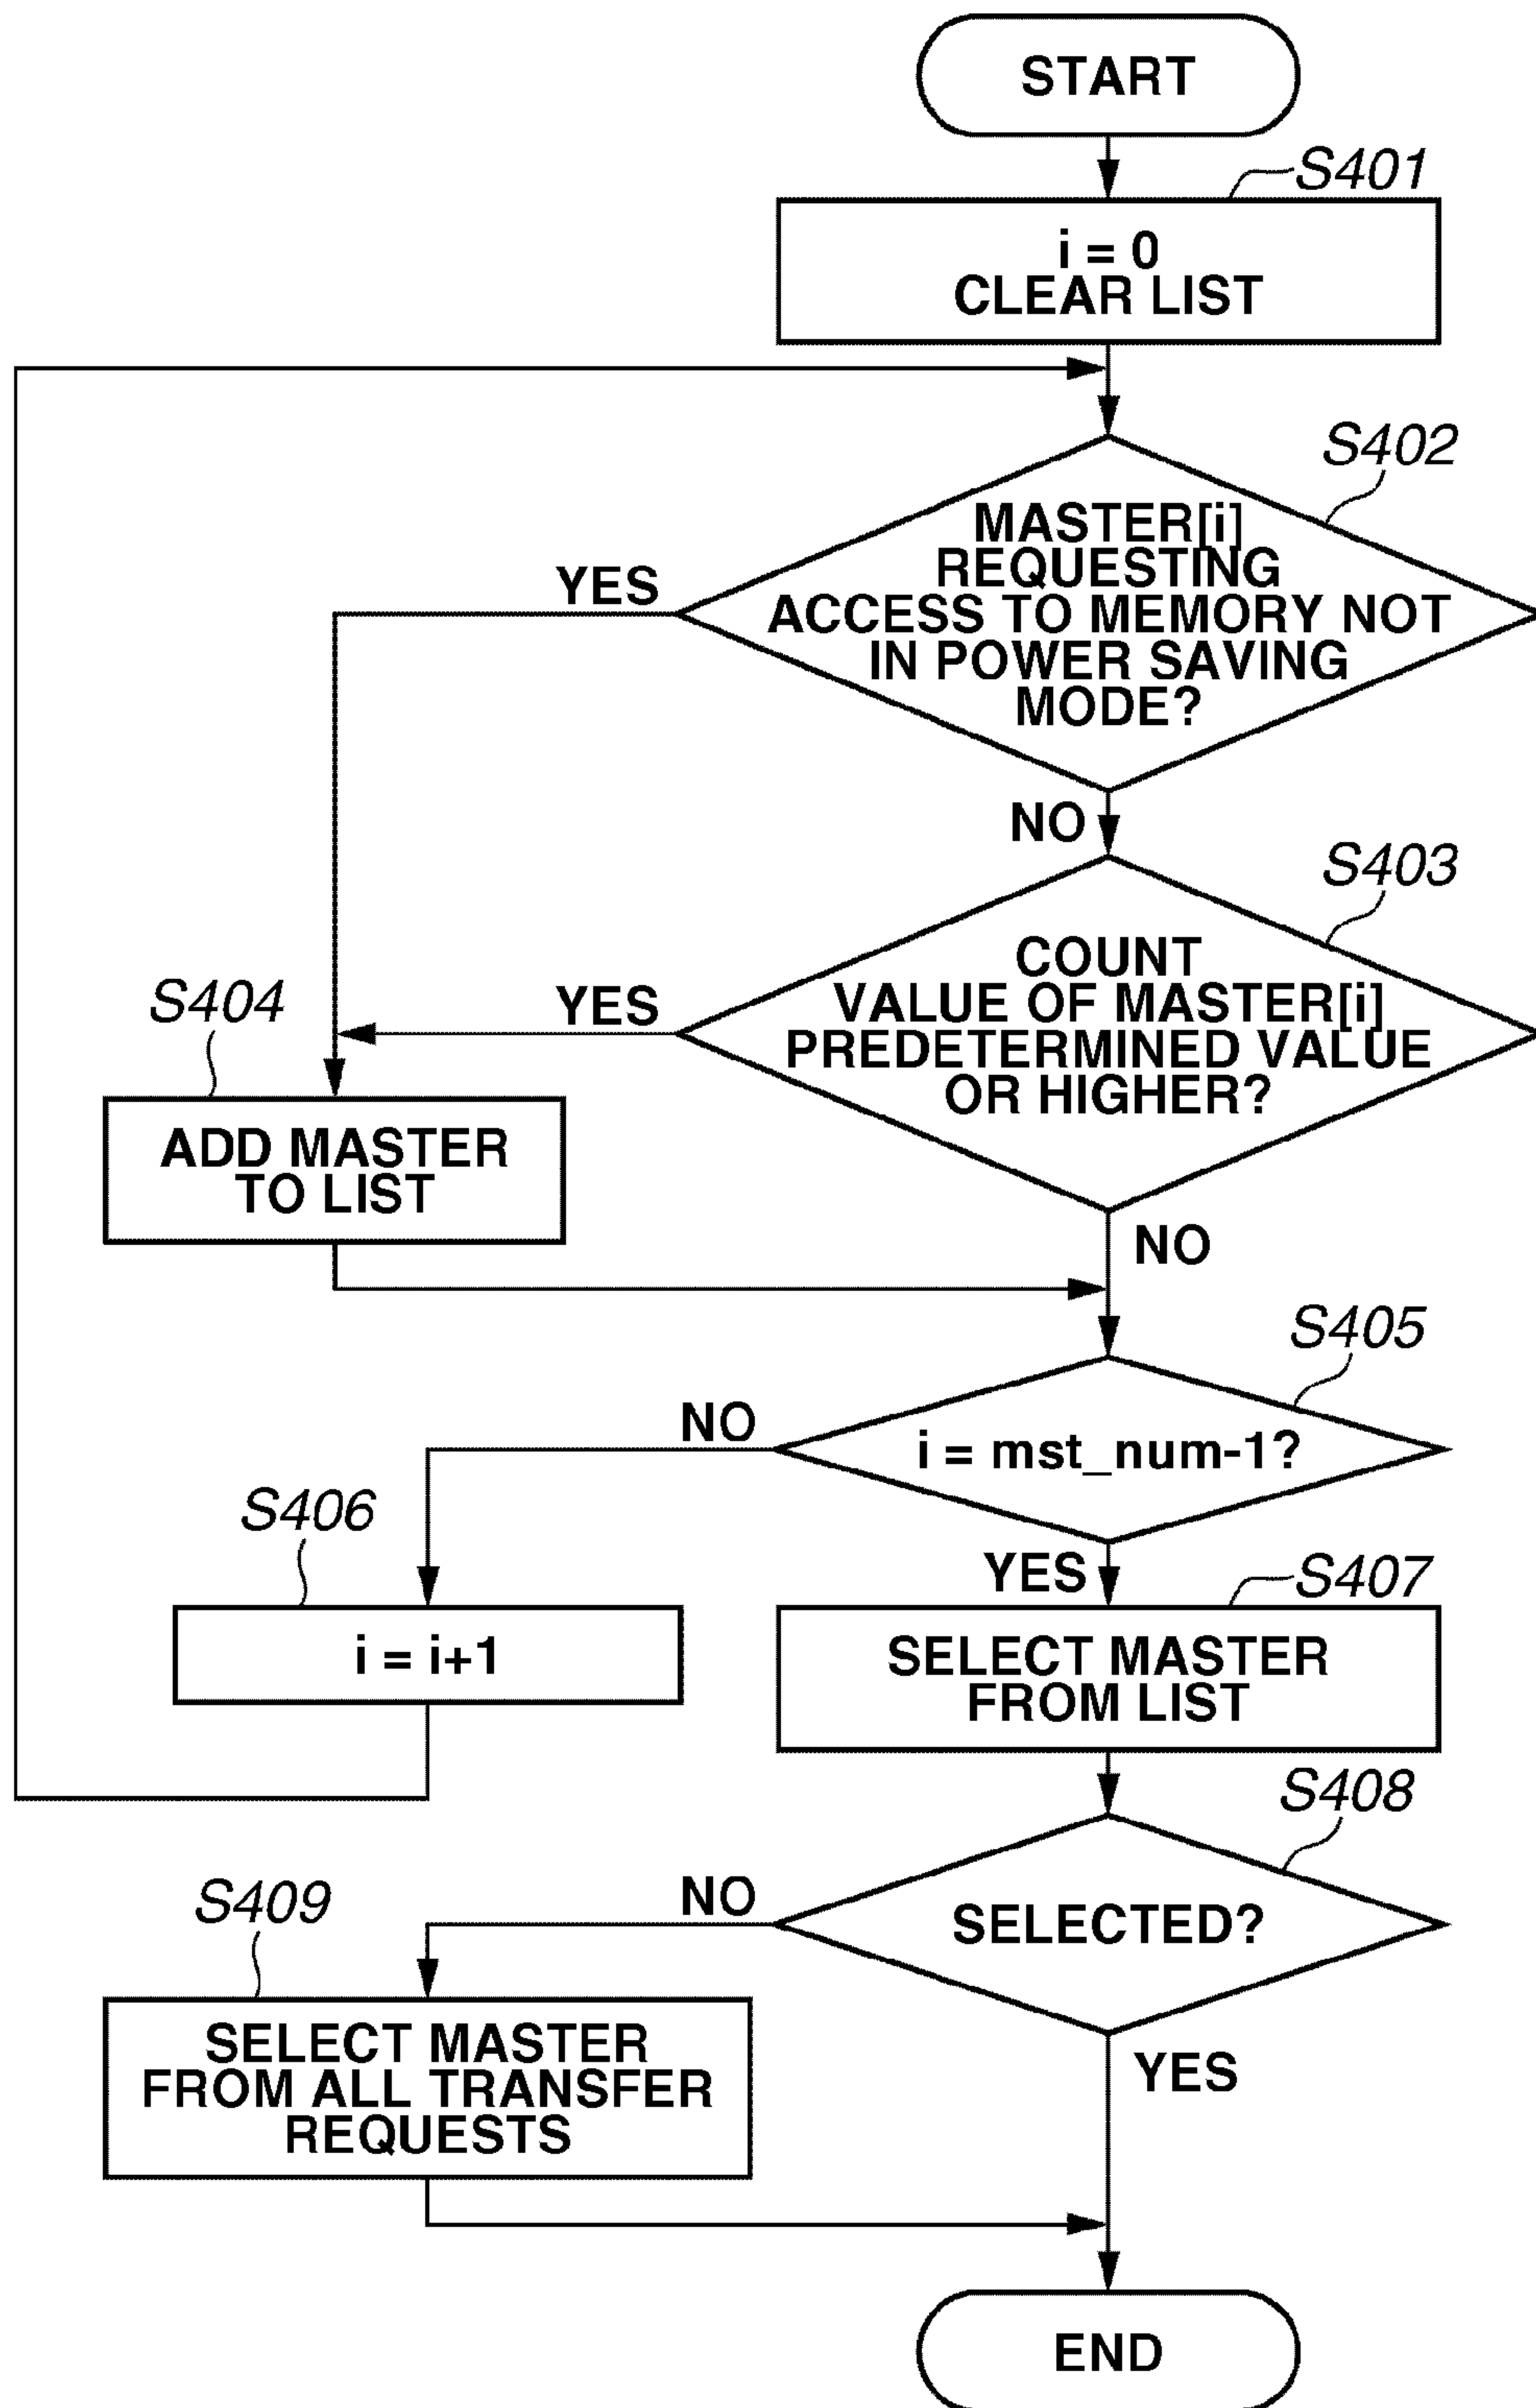 START
S401
i = 0
CLEAR LIST
S402
MASTER[i]
REQUESTING
ACCESS TO MEMORY NOT
IN POWER SAVING
MODE?
YES
NO
S403
COUNT
VALUE OF MASTER[i]
PREDETERMINED VALUE
OR HIGHER?
YES
NO
S404
ADD MASTER
TO LIST
S405
i = mst_num-1?
NO
YES
S406
i = i+1
S407
SELECT MASTER
FROM LIST
S408
SELECTED?
NO
YES
S409
SELECT MASTER
FROM ALL TRANSFER
REQUESTS
END